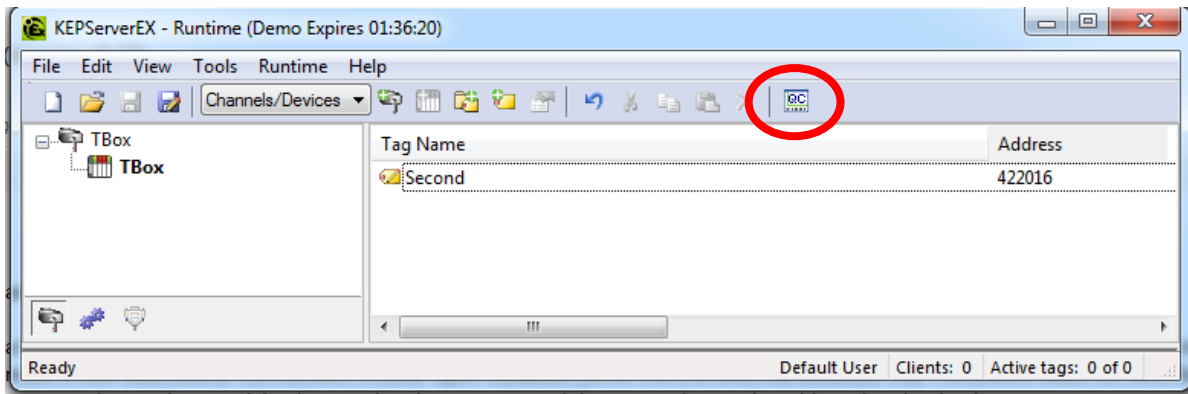 KEPServerEX - Runtime (Demo Expires 01:36:20)
File Edit View Tools Runtime Help
Channels/Devices QC
TBox
TBox
Tag Name Address
Second 422016
Ready Default User Clients: 0 Active tags: 0 of 0